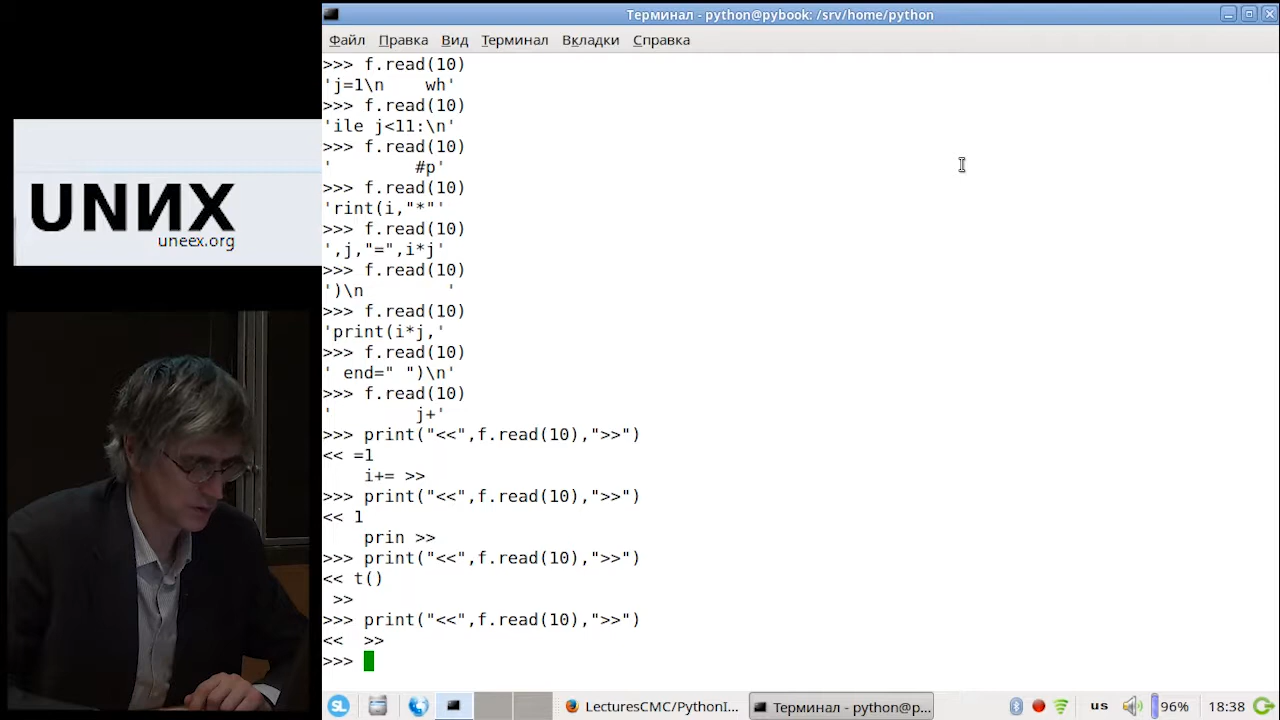 Терминал - python@pybook: /srv/home/python
Файл Правка Вид Терминал Вкладки Справка
>>> f.read(10)
'j=1\n    wh'
>>> f.read(10)
'ile j<11:\n'
>>> f.read(10)
'        #p'
>>> f.read(10)
'rint(i,"*"'
>>> f.read(10)
',j,"=",i*j'
>>> f.read(10)
')\n        '
>>> f.read(10)
'print(i*j,'
>>> f.read(10)
' end=" ")\n'
>>> f.read(10)
'        j+'
>>> print("<<",f.read(10),">>")
<< =1
    i+= >>
>>> print("<<",f.read(10),">>")
<< 1
    prin >>
>>> print("<<",f.read(10),">>")
<< t()
 >>
>>> print("<<",f.read(10),">>")
<<  >>
>>>
UNИX
uneex.org
SL
LecturesCMC/PythonI...
Терминал - python@p...
us
96%
18:38